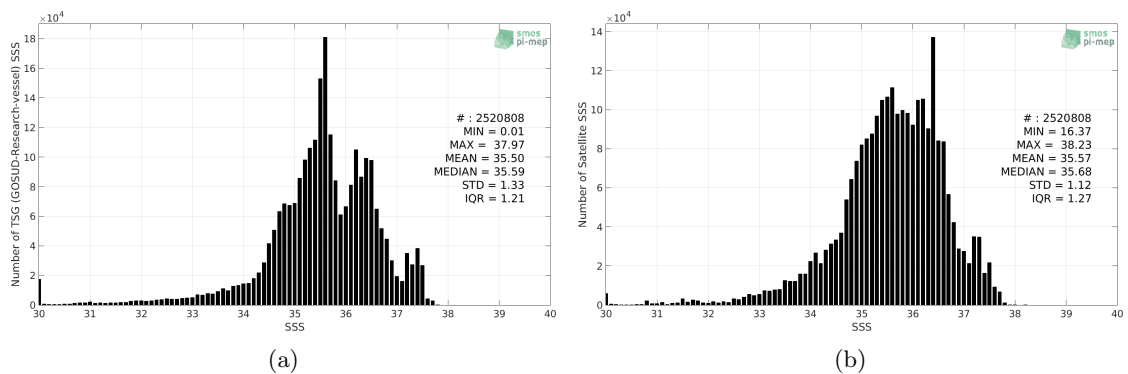 ×10⁴
18
16
14
12
10
8
6
4
2
0
30 31 32 33 34 35 36 37 38 39 40
SSS
Number of TSG (GOSUD-Research-vessel) SSS
smos
pi-mep
# : 2520808
MIN = 0.01
MAX = 37.97
MEAN = 35.50
MEDIAN = 35.59
STD = 1.33
IQR = 1.21
(a)
×10⁴
14
12
10
8
6
4
2
0
30 31 32 33 34 35 36 37 38 39 40
SSS
Number of Satellite SSS
smos
pi-mep
# : 2520808
MIN = 16.37
MAX = 38.23
MEAN = 35.57
MEDIAN = 35.68
STD = 1.12
IQR = 1.27
(b)